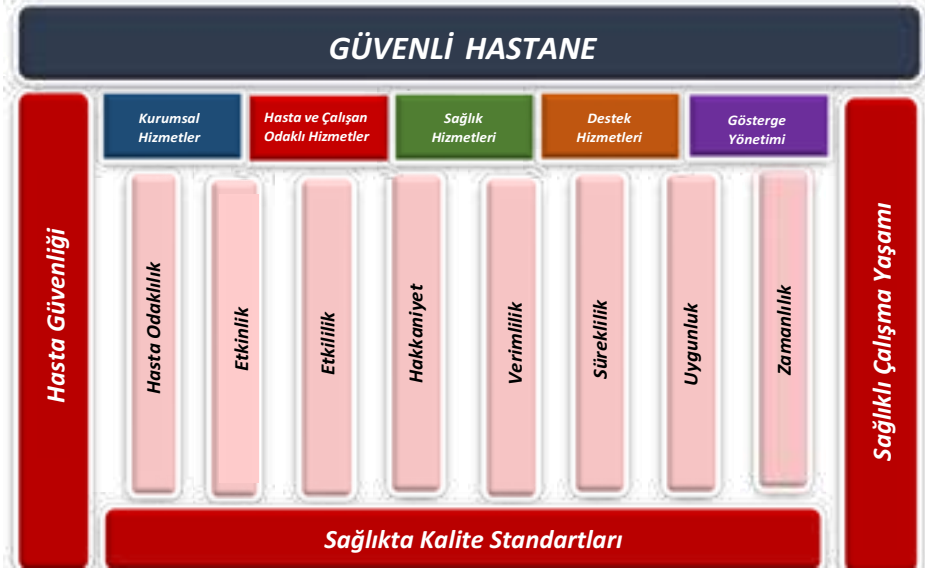 GÜVENLİ HASTANE
Kurumsal
Hizmetler
Hasta ve Çalışan
Odaklı Hizmetler
Sağlık
Hizmetleri
Destek
Hizmetleri
Gösterge
Yönetimi
Hasta Güvenliği
Hasta Odaklılık
Etkinlik
Etkililik
Hakkaniyet
Verimlilik
Süreklilik
Uygunluk
Zamanlılık
Sağlıklı Çalışma Yaşamı
Sağlıkta Kalite Standartları